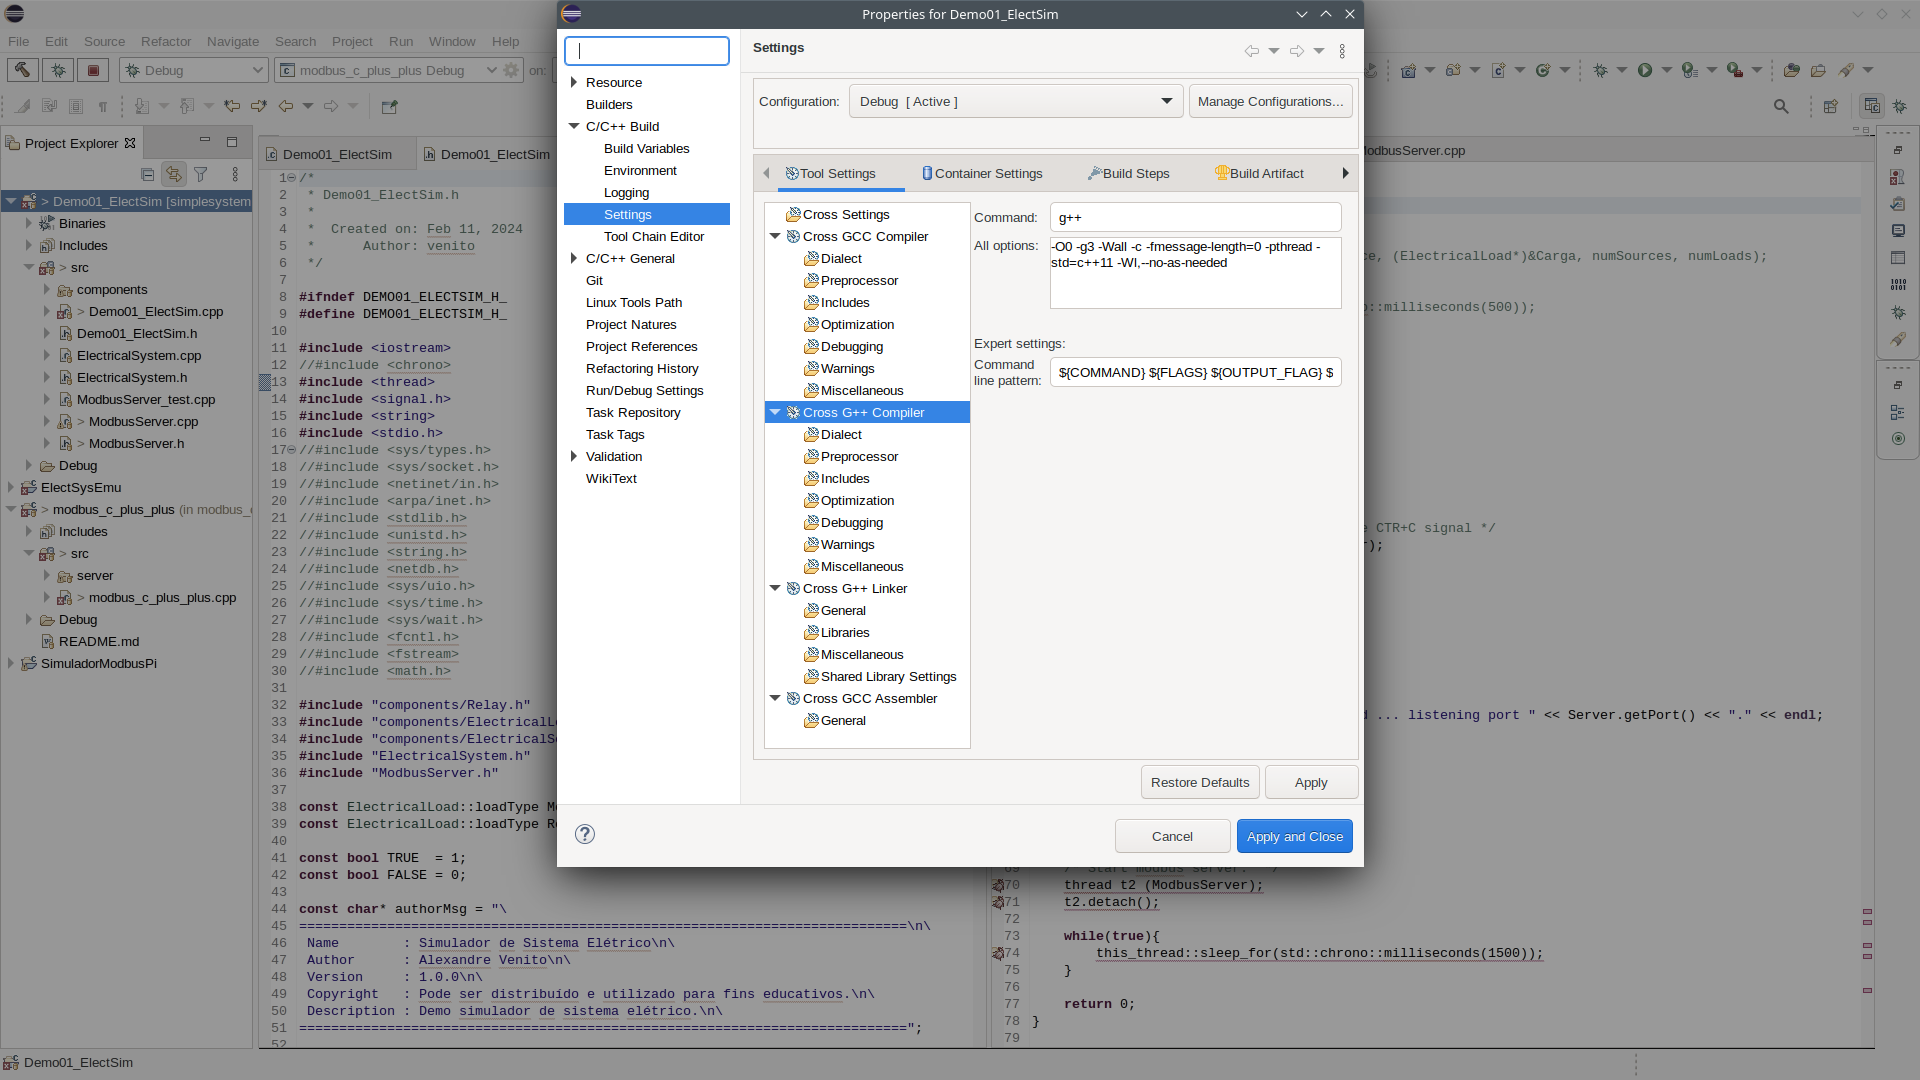 Properties for Demo01_ElectSim
File Edit Source Refactor Navigate Search Project Run Window Help
Debug
modbus_c_plus_plus Debug
on:
Project Explorer
> Demo01_ElectSim [simplesystem
Binaries
Includes
> src
components
> Demo01_ElectSim.cpp
Demo01_ElectSim.h
ElectricalSystem.cpp
ElectricalSystem.h
ModbusServer_test.cpp
> ModbusServer.cpp
> ModbusServer.h
Debug
ElectSysEmu
> modbus_c_plus_plus (in modbus_
Includes
> src
server
> modbus_c_plus_plus.cpp
Debug
README.md
SimuladorModbusPi
Demo01_ElectSim
Demo01_ElectSim
1 /*
2 * Demo01_ElectSim.h
3 *
4 * Created on: Feb 11, 2024
5 * Author: venito
6 */
7
8 #ifndef DEMO01_ELECTSIM_H_
9 #define DEMO01_ELECTSIM_H_
10
11 #include <iostream>
12 //#include <chrono>
13 #include <thread>
14 #include <signal.h>
15 #include <string>
16 #include <stdio.h>
17 //#include <sys/types.h>
18 //#include <sys/socket.h>
19 //#include <netinet/in.h>
20 //#include <arpa/inet.h>
21 //#include <stdlib.h>
22 //#include <unistd.h>
23 //#include <string.h>
24 //#include <netdb.h>
25 //#include <sys/uio.h>
26 //#include <sys/time.h>
27 //#include <sys/wait.h>
28 //#include <fcntl.h>
29 //#include <fstream>
30 //#include <math.h>
31
32 #include "components/Relay.h"
33 #include "components/ElectricalL
34 #include "components/ElectricalS
35 #include "ElectricalSystem.h"
36 #include "ModbusServer.h"
37
38 const ElectricalLoad::loadType M
39 const ElectricalLoad::loadType R
40
41 const bool TRUE = 1;
42 const bool FALSE = 0;
43
44 const char* authorMsg = "\
45 ============================================================================\n\
46 Name : Simulador de Sistema Elétrico\n\
47 Author : Alexandre Venito\n\
48 Version : 1.0.0\n\
49 Copyright : Pode ser distribuído e utilizado para fins educativos.\n\
50 Description : Demo simulador de sistema elétrico.\n\
51 ============================================================================";
52
Resource
Builders
C/C++ Build
Build Variables
Environment
Logging
Settings
Tool Chain Editor
C/C++ General
Git
Linux Tools Path
Project Natures
Project References
Refactoring History
Run/Debug Settings
Task Repository
Task Tags
Validation
WikiText
Settings
Configuration: Debug [ Active ] Manage Configurations...
Tool Settings Container Settings Build Steps Build Artifact
Cross Settings
Cross GCC Compiler
Dialect
Preprocessor
Includes
Optimization
Debugging
Warnings
Miscellaneous
Cross G++ Compiler
Dialect
Preprocessor
Includes
Optimization
Debugging
Warnings
Miscellaneous
Cross G++ Linker
General
Libraries
Miscellaneous
Shared Library Settings
Cross GCC Assembler
General
Command: g++
All options: -O0 -g3 -Wall -c -fmessage-length=0 -pthread -
std=c++11 -Wl,--no-as-needed
Expert settings:
Command
line pattern: ${COMMAND} ${FLAGS} ${OUTPUT_FLAG} $
Restore Defaults Apply
Cancel Apply and Close
odbusServer.cpp
ce, (ElectricalLoad*)&Carga, numSources, numLoads);
::milliseconds(500));
e CTR+C signal */
r);
d ... listening port " << Server.getPort() << "." << endl;
69 /* Start modbus server. */
70 thread t2 (ModbusServer);
71 t2.detach();
72
73 while(true){
74 this_thread::sleep_for(std::chrono::milliseconds(1500));
75 }
76
77 return 0;
78 }
79
Demo01_ElectSim